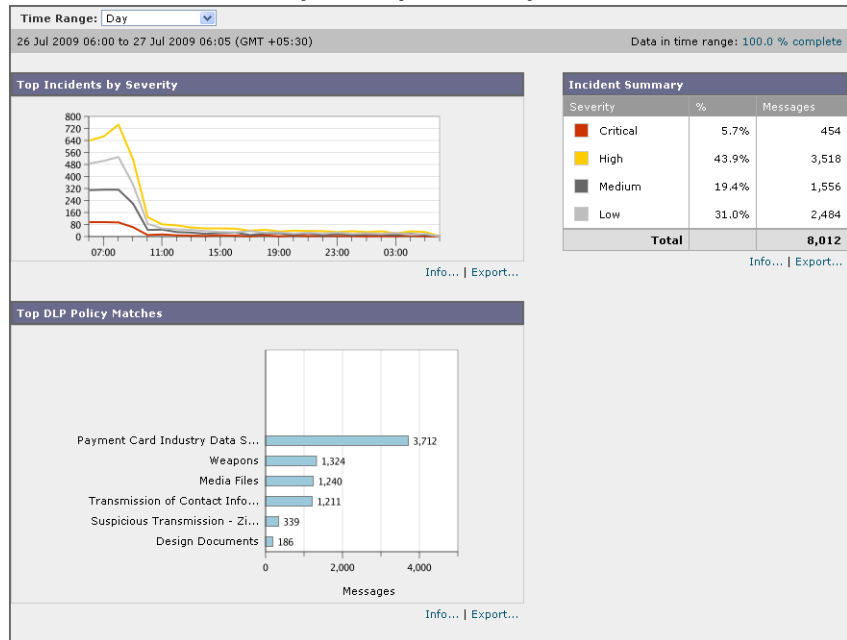 Time Range: Day
26 Jul 2009 06:00 to 27 Jul 2009 06:05 (GMT +05:30)
Data in time range: 100.0 % complete
Top Incidents by Severity
800
720
640
560
480
400
320
240
160
80
0
07:00 11:00 15:00 19:00 23:00 03:00
Info... | Export...
Incident Summary
Severity % Messages
Critical 5.7% 454
High 43.9% 3,518
Medium 19.4% 1,556
Low 31.0% 2,484
Total 8,012
Info... | Export...
Top DLP Policy Matches
Payment Card Industry Data S... 3,712
Weapons 1,324
Media Files 1,240
Transmission of Contact Info... 1,211
Suspicious Transmission - Zi... 339
Design Documents 186
0 2,000 4,000
Messages
Info... | Export...